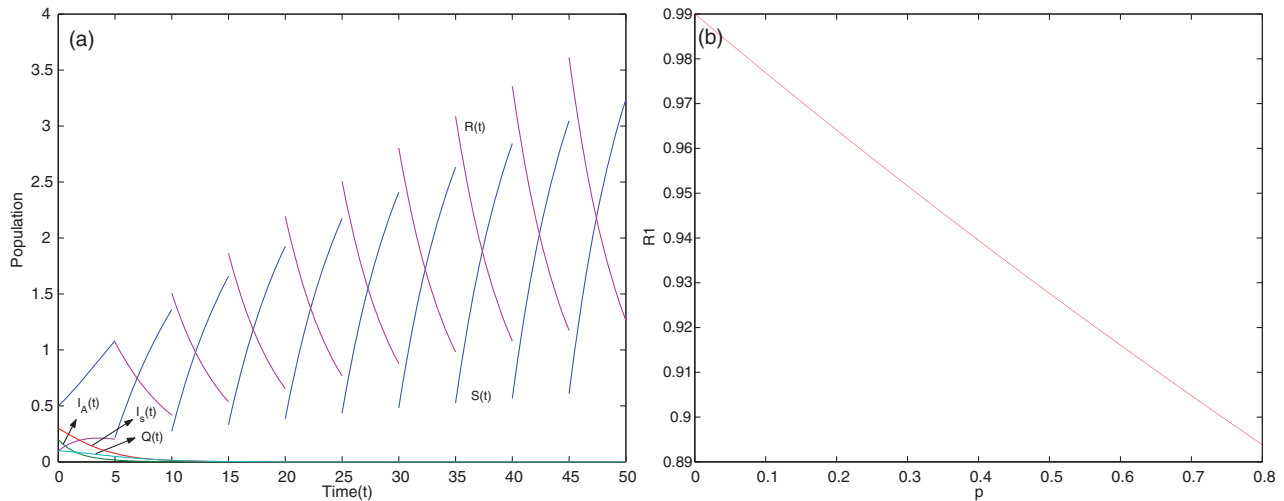 (a)
Population
4
3.5
3
2.5
2
1.5
1
0.5
0
R(t)
S(t)
I_A(t)
I_s(t)
Q(t)
0 5 10 15 20 25 30 35 40 45 50
Time(t)
(b)
R1
0.99
0.98
0.97
0.96
0.95
0.94
0.93
0.92
0.91
0.9
0.89
0 0.1 0.2 0.3 0.4 0.5 0.6 0.7 0.8
p